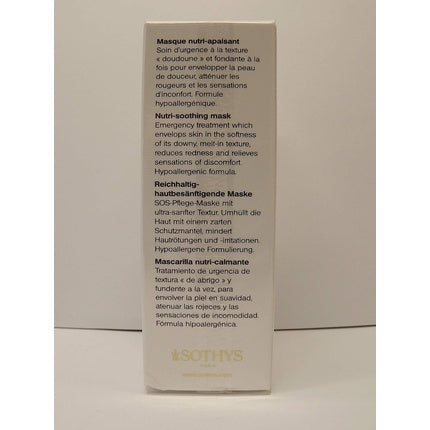 Masque nutri-apaisant
Soin d'urgence à la texture
« doudoune » et fondante à la
fois pour envelopper la peau
de douceur, atténuer les
rougeurs et les sensations
d'inconfort. Formule
hypoallergénique.
Nutri-soothing mask
Emergency treatment which
envelops skin in the softness
of its downy, melt-in texture,
reduces redness and relieves
sensations of discomfort.
Hypoallergenic formula.
Reichhaltig-
hautbesänftigende Maske
SOS-Pflege-Maske mit
ultra-sanfter Textur. Umhüllt die
Haut mit einem zarten
Schutzmantel, mindert
Hautrötungen und -irritationen.
Hypoallergene Formulierung.
Mascarilla nutri-calmante
Tratamiento de urgencia de
textura « de abrigo » y
fundente a la vez, para
envolver la piel en suavidad,
atenuar las rojeces y las
sensaciones de incomodidad.
Fórmula hipoalergénica.
SOTHYS
PARIS